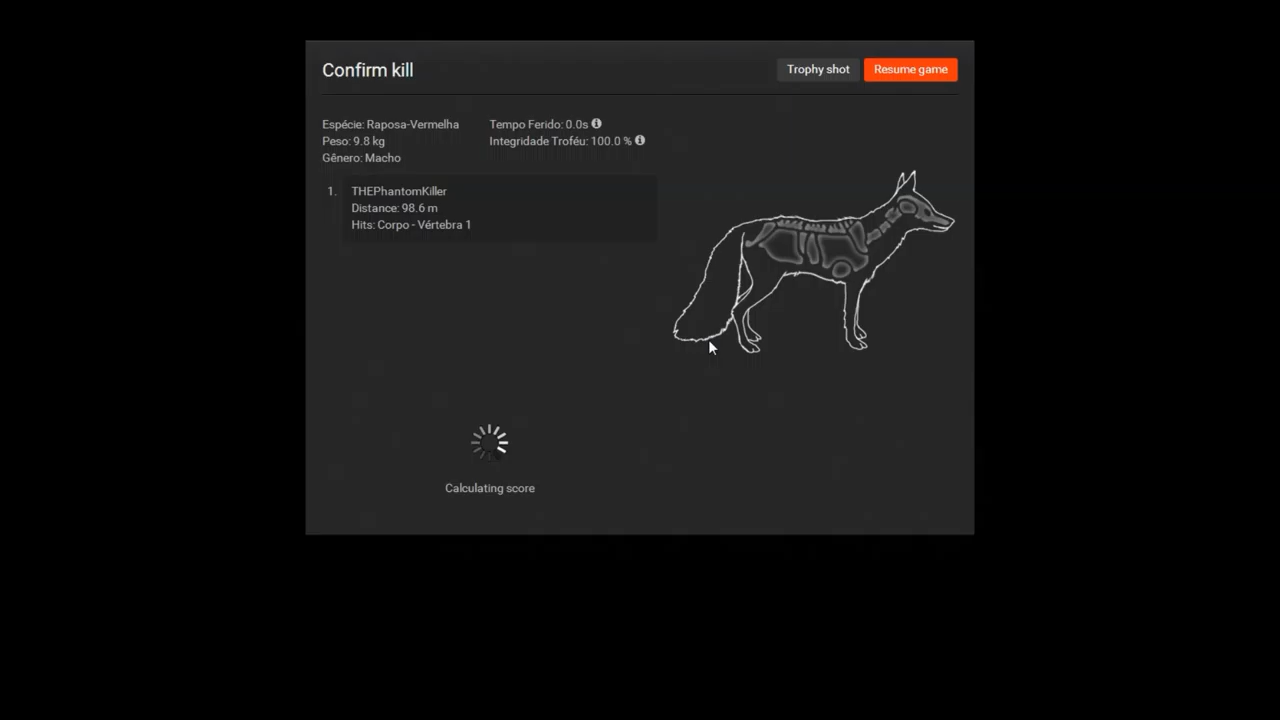 Confirm kill
Trophy shot
Resume game
Espécie: Raposa-Vermelha
Peso: 9.8 kg
Gênero: Macho
Tempo Ferido: 0.0s
Integridade Troféu: 100.0 %
1. THEPhantomKiller
Distance: 98.6 m
Hits: Corpo - Vértebra 1
Calculating score